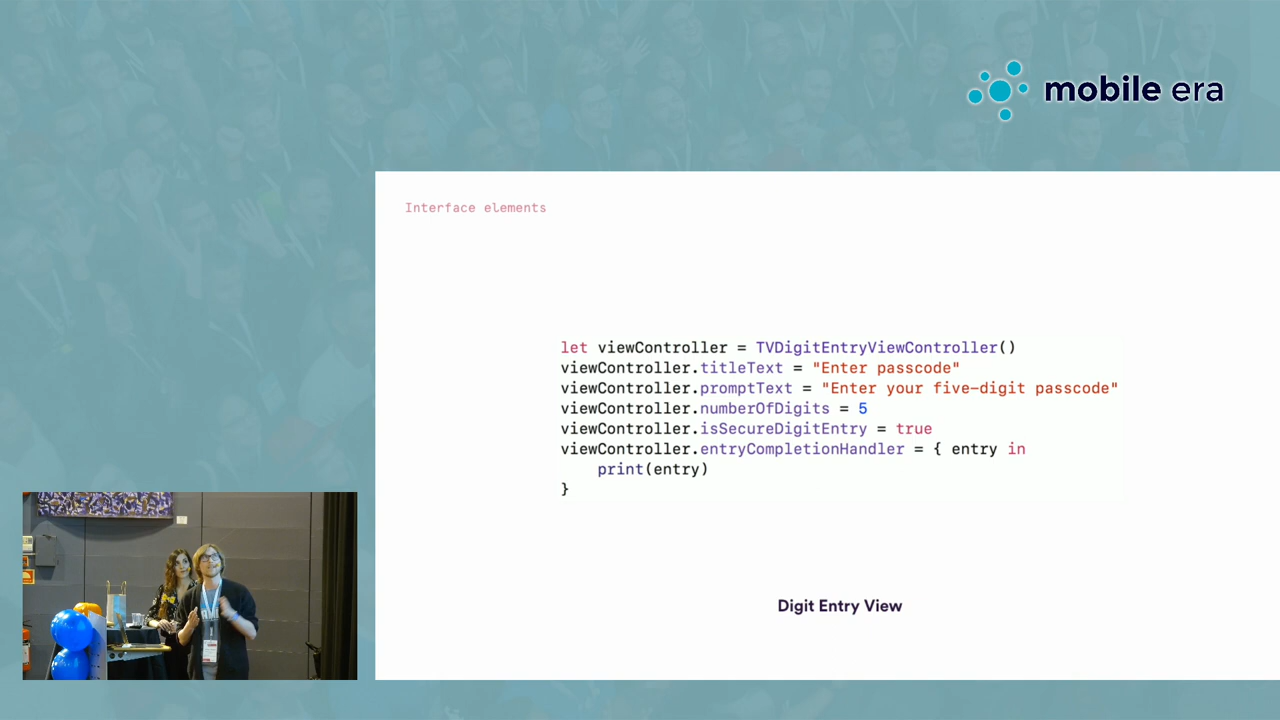 mobile era
Interface elements
let viewController = TVDigitEntryViewController()
viewController.titleText = "Enter passcode"
viewController.promptText = "Enter your five-digit passcode"
viewController.numberOfDigits = 5
viewController.isSecureDigitEntry = true
viewController.entryCompletionHandler = { entry in
    print(entry)
}
Digit Entry View